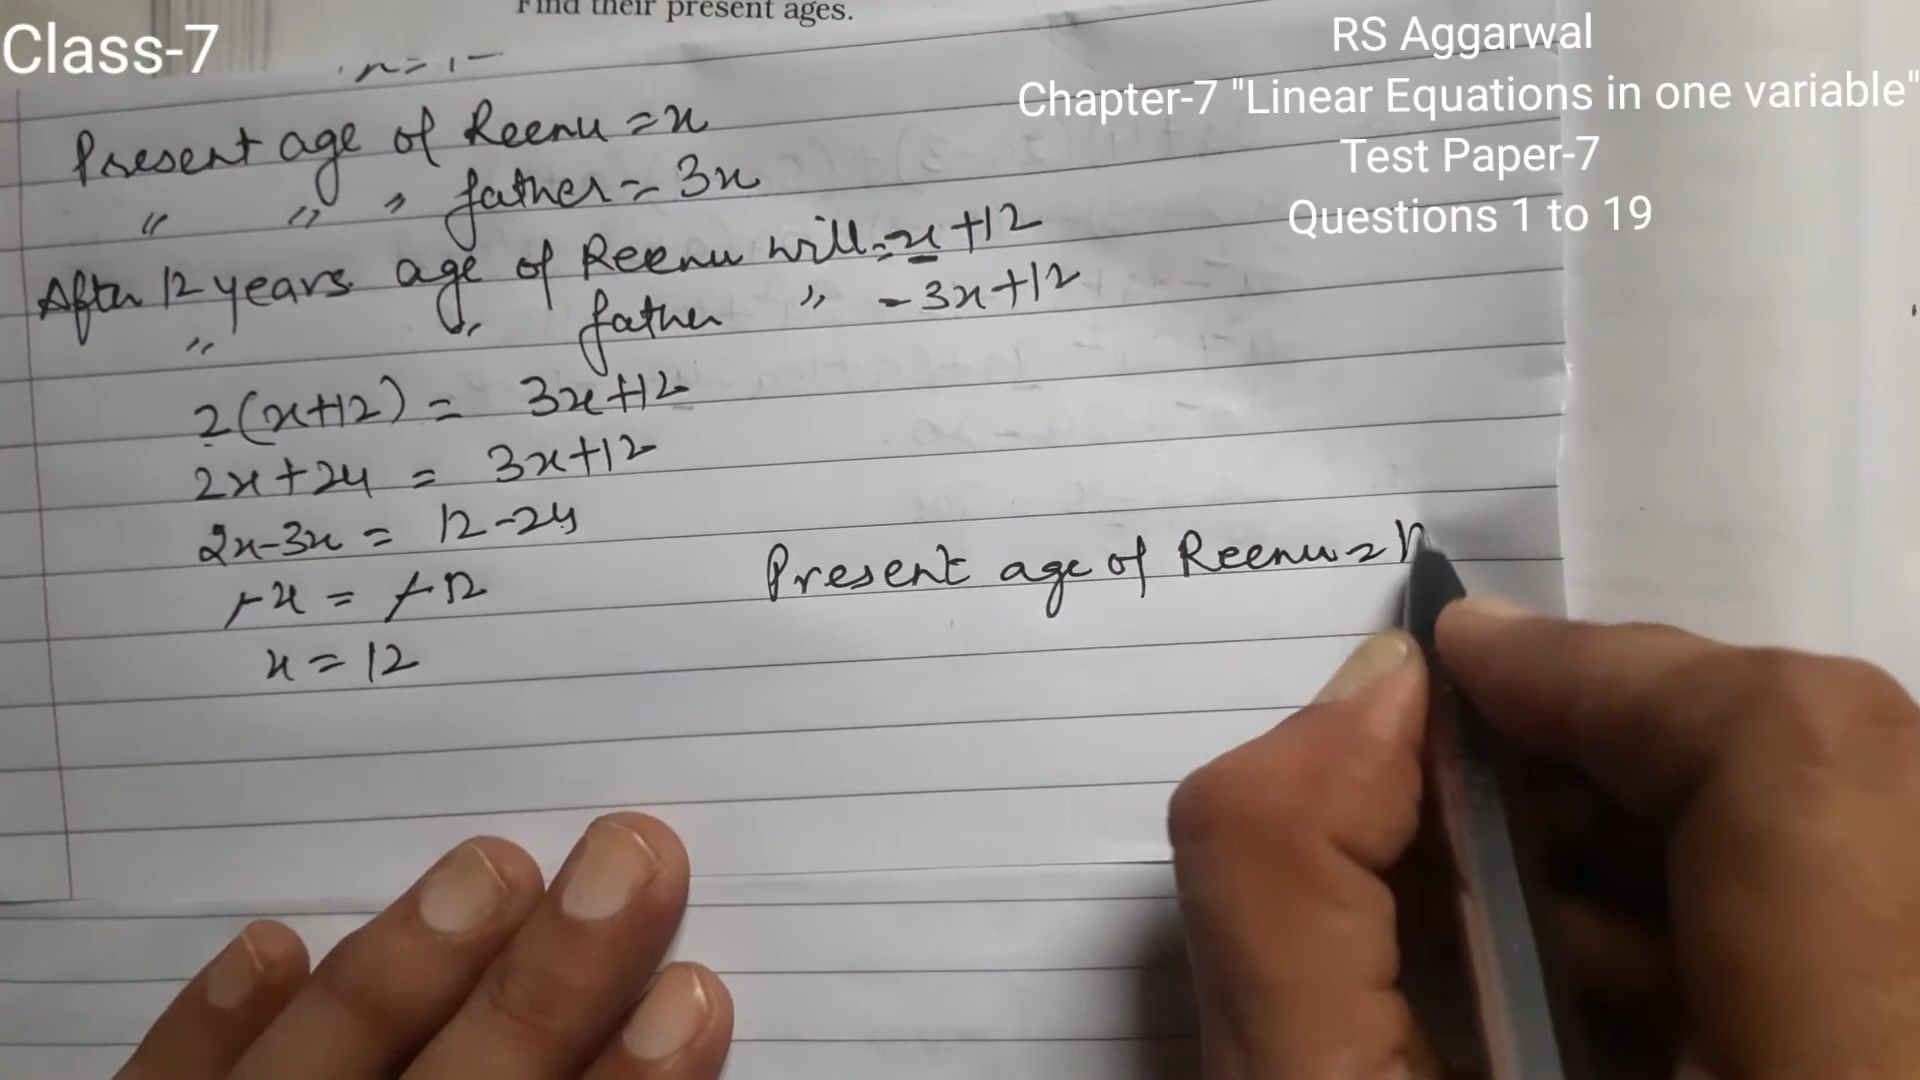 Find their present ages.
Class-7
RS Aggarwal
Chapter-7 "Linear Equations in one variable"
Test Paper-7
Questions 1 to 19
Present age of Reenu = x
" " " father = 3x
After 12 years age of Reenu will = x+12
" " father " = 3x+12
2(x+12) = 3x+12
2x+24 = 3x+12
2x-3x = 12-24
-x = -12
x = 12
Present age of Reenu =